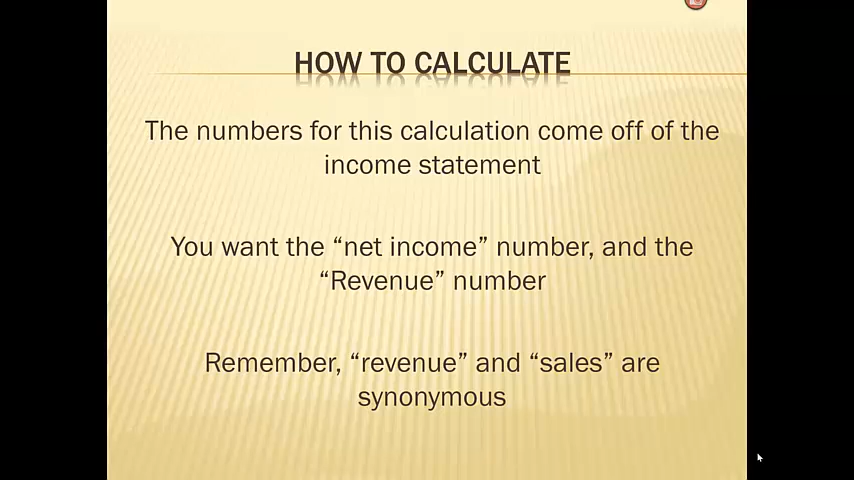 HOW TO CALCULATE
The numbers for this calculation come off of the
income statement
You want the “net income” number, and the
“Revenue” number
Remember, “revenue” and “sales” are
synonymous